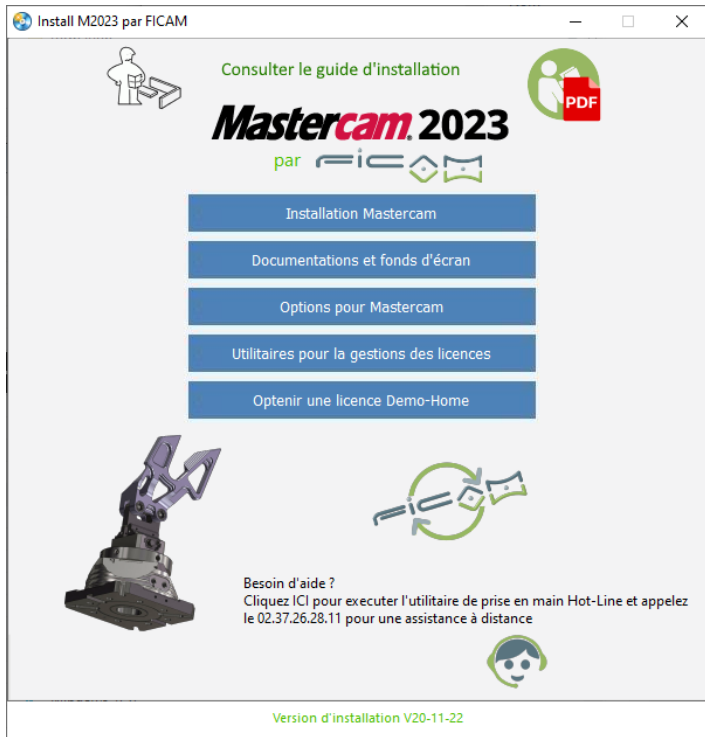 Install M2023 par FICAM
Consulter le guide d'installation
PDF
Mastercam. 2023
par FICAM
Installation Mastercam
Documentations et fonds d'écran
Options pour Mastercam
Utilitaires pour la gestions des licences
Optenir une licence Demo-Home
FICAM
Besoin d'aide ?
Cliquez ICI pour executer l'utilitaire de prise en main Hot-Line et appelez
le 02.37.26.28.11 pour une assistance à distance
Version d'installation V20-11-22